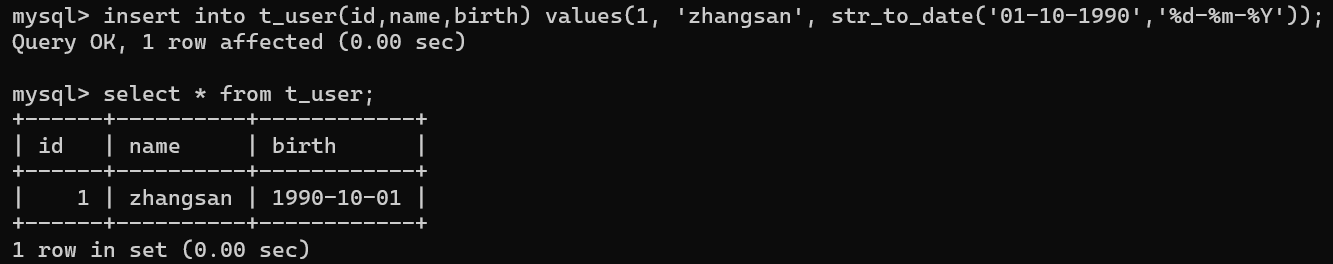 mysql> insert into t_user(id,name,birth) values(1, 'zhangsan', str_to_date('01-10-1990','%d-%m-%Y'));
Query OK, 1 row affected (0.00 sec)

mysql> select * from t_user;
+------+----------+------------+
| id   | name     | birth      |
+------+----------+------------+
|    1 | zhangsan | 1990-10-01 |
+------+----------+------------+
1 row in set (0.00 sec)